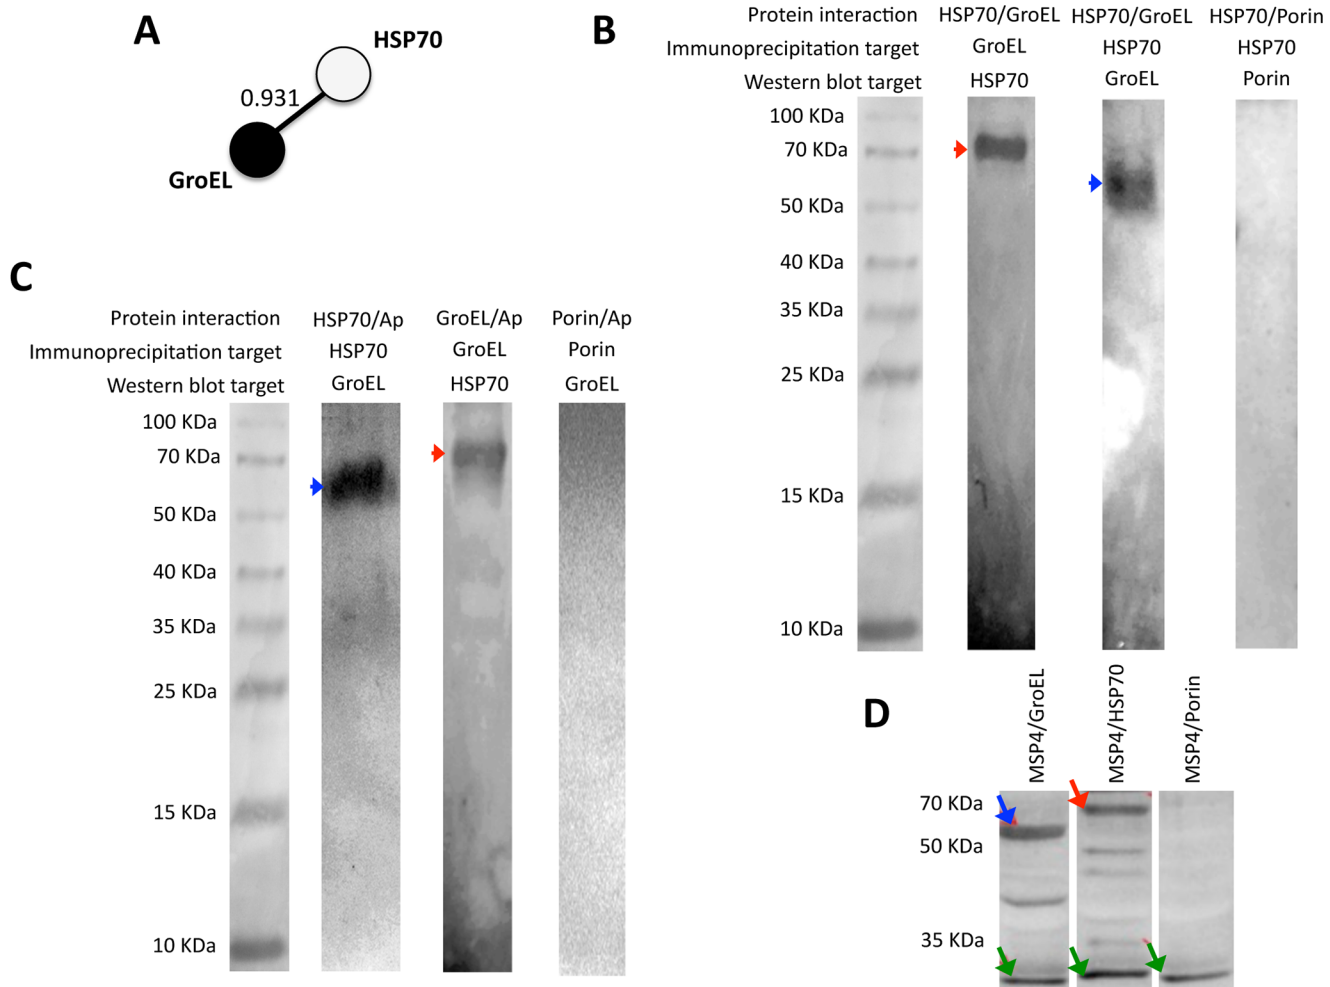 A
HSP70
0.931
GroEL
B
Protein interaction HSP70/GroEL HSP70/GroEL HSP70/Porin
Immunoprecipitation target GroEL HSP70 HSP70
Western blot target HSP70 GroEL Porin
100 KDa
70 KDa
50 KDa
40 KDa
35 KDa
25 KDa
15 KDa
10 KDa
C
Protein interaction HSP70/Ap GroEL/Ap Porin/Ap
Immunoprecipitation target HSP70 GroEL Porin
Western blot target GroEL HSP70 GroEL
100 KDa
70 KDa
50 KDa
40 KDa
35 KDa
25 KDa
15 KDa
10 KDa
D
MSP4/GroEL
MSP4/HSP70
MSP4/Porin
70 KDa
50 KDa
35 KDa